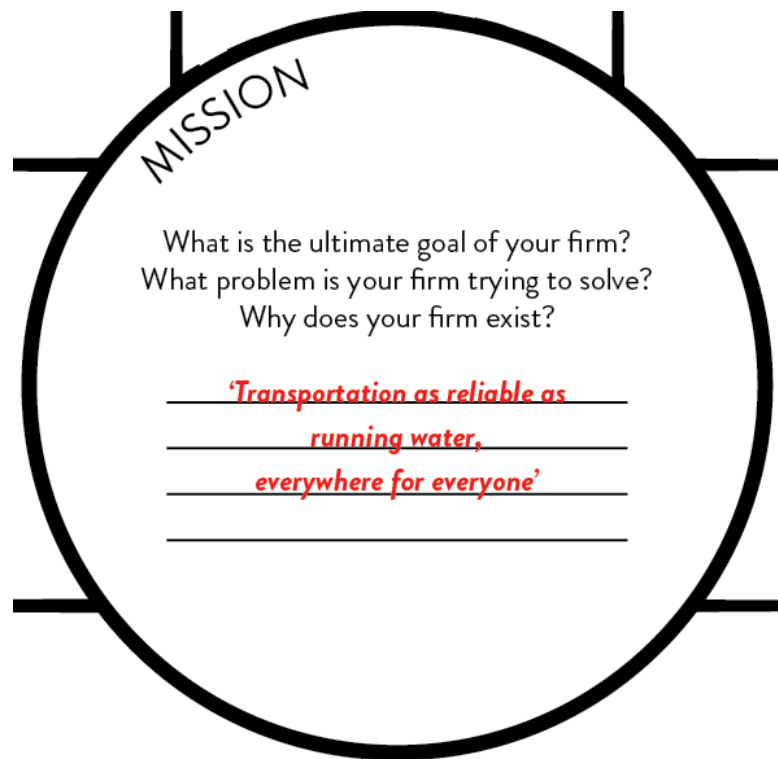 MISSION
What is the ultimate goal of your firm?
What problem is your firm trying to solve?
Why does your firm exist?
‘Transportation as reliable as
running water,
everywhere for everyone’